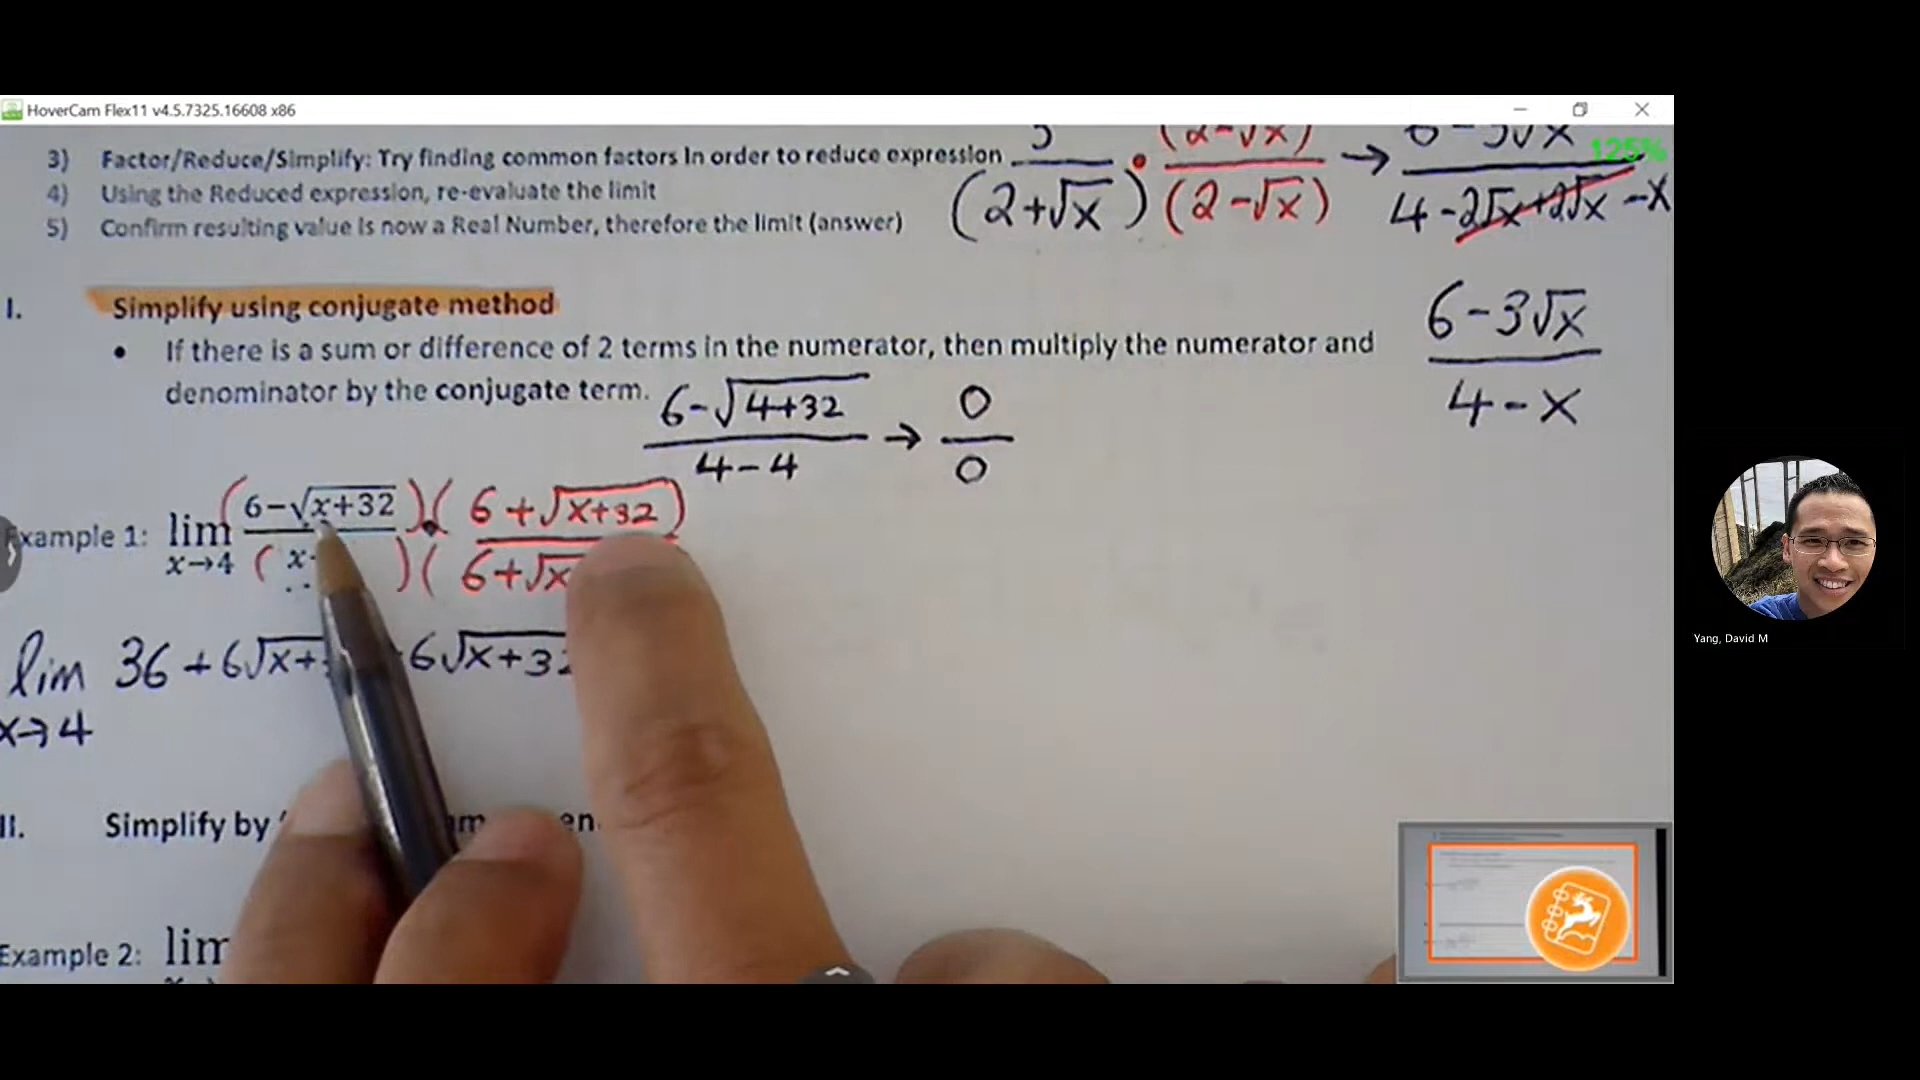 HoverCam Flex11 v4.5.7325.16608 x86
125%
3) Factor/Reduce/Simplify: Try finding common factors in order to reduce expression
4) Using the Reduced expression, re-evaluate the limit
5) Confirm resulting value is now a Real Number, therefore the limit (answer)
(2-√x) 6-3√x
(2+√x) (2-√x) → 4-2√x+2√x-x
6-3√x
4-x
I. Simplify using conjugate method
• If there is a sum or difference of 2 terms in the numerator, then multiply the numerator and
denominator by the conjugate term.
6-√4+32 → 0
4-4 0
Example 1: lim (6-√x+32)(6+√x+32)
x→4 (x- )(6+√x
lim 36+6√x+ 6√x+32
x→4
II. Simplify by
Example 2: lim
Yang, David M